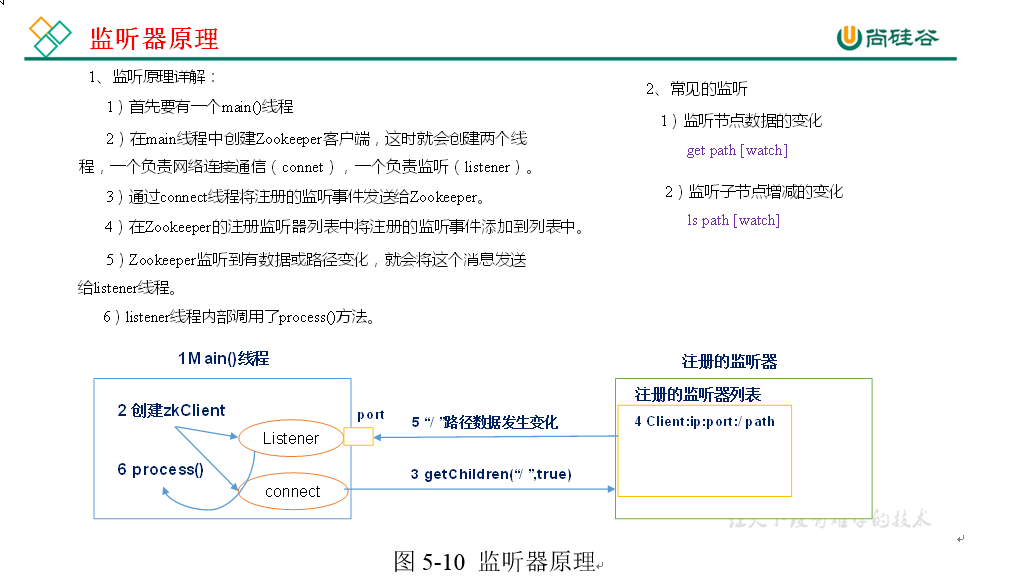 监听器原理
尚硅谷
1、监听原理详解：
1）首先要有一个main()线程
2）在main线程中创建Zookeeper客户端，这时就会创建两个线
程，一个负责网络连接通信（connet），一个负责监听（listener）。
3）通过connect线程将注册的监听事件发送给Zookeeper。
4）在Zookeeper的注册监听器列表中将注册的监听事件添加到列表中。
5）Zookeeper监听到有数据或路径变化，就会将这个消息发送
给listener线程。
6）listener线程内部调用了process()方法。
2、常见的监听
1）监听节点数据的变化
get path [watch]
2）监听子节点增减的变化
ls path [watch]
1Main()线程
2 创建zkClient
Listener
port
6 process()
connect
5 “/ ”路径数据发生变化
3 getChildren(“/ ”,true)
注册的监听器
注册的监听器列表
4 Client:ip:port:/ path
的技术
图 5-10 监听器原理